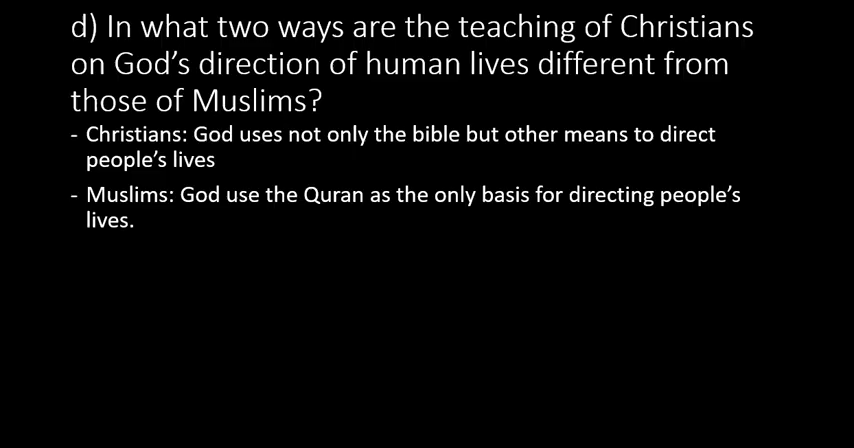 d) In what two ways are the teaching of Christians
on God's direction of human lives different from
those of Muslims?
- Christians: God uses not only the bible but other means to direct
people's lives
- Muslims: God use the Quran as the only basis for directing people's
lives.